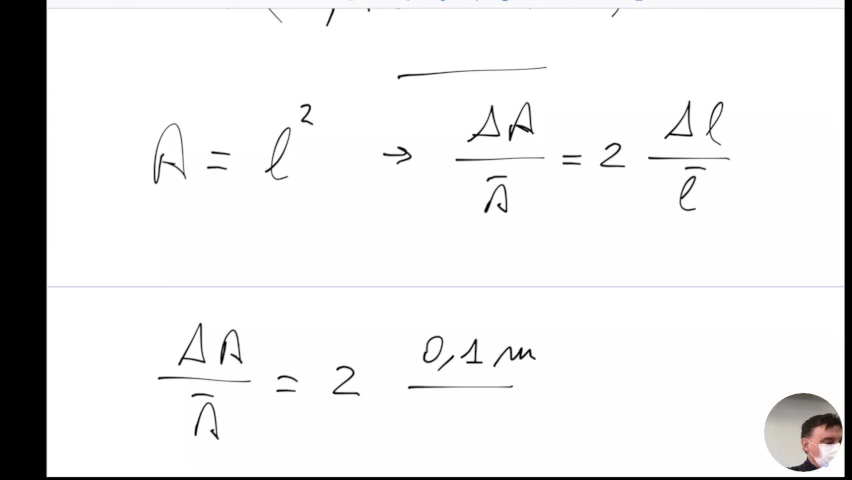 A = l² → ΔA/Ā = 2 Δl/l̄
ΔA/Ā = 2 0,1 m